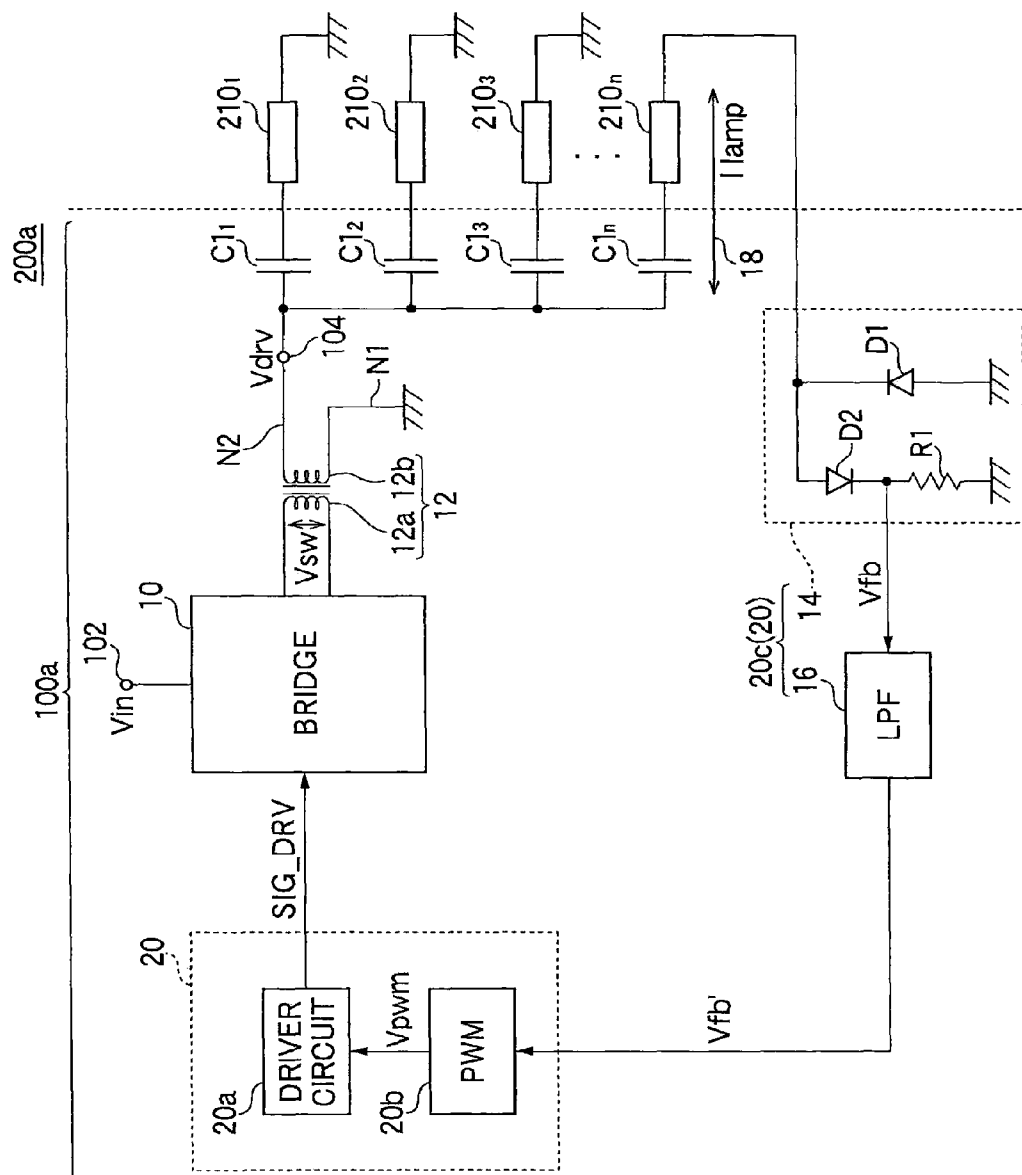 200a
100a
Vin
102
10
BRIDGE
Vsw
12a
12b
12
N2
N1
Vdrv
104
C1₁
C1₂
C1₃
C1ₙ
210₁
210₂
210₃
. . .
210ₙ
I lamp
18
SIG_DRV
20
DRIVER
CIRCUIT
20a
Vpwm
PWM
20b
Vfb'
LPF
20c(20)
16
14
Vfb
D2
D1
R1